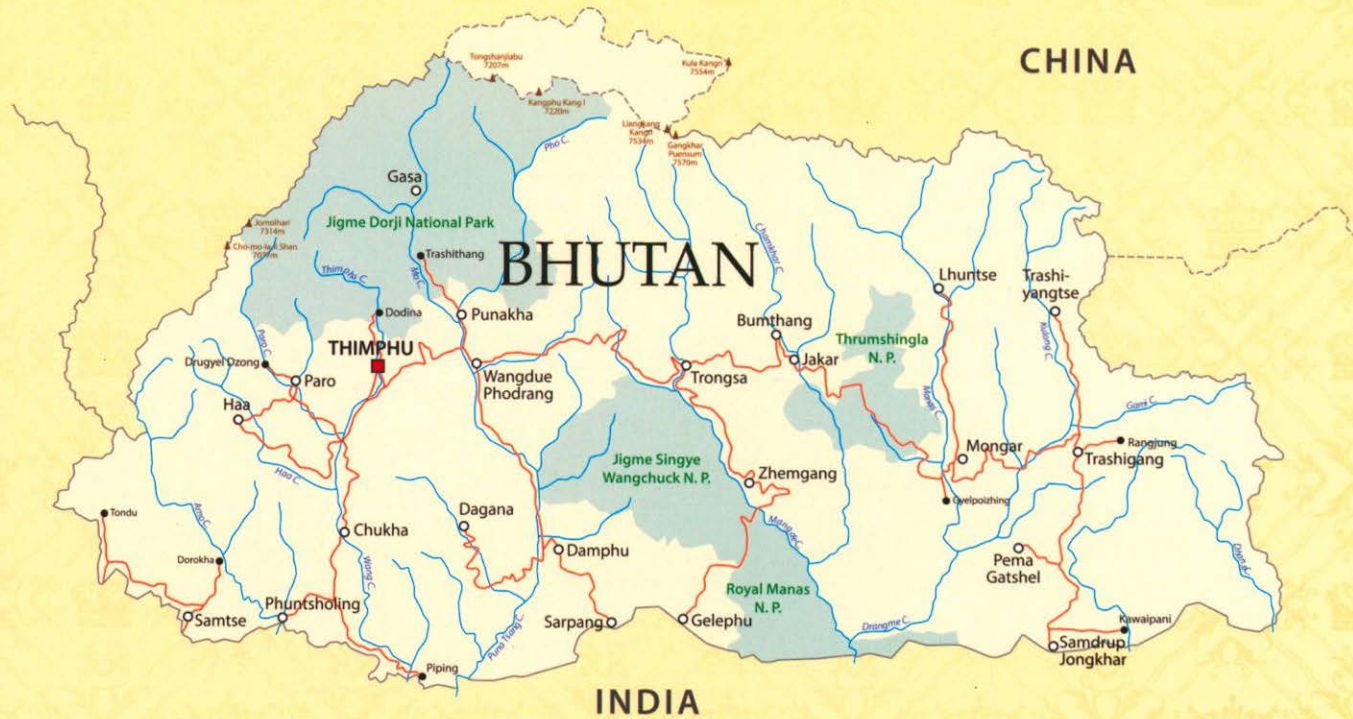 CHINA
Tongshanjiabu
7207m
Kula Kangri
7554m
Kangphu Kang I
7220m
Liangkang
Kangri
7534m
Gangkhar
Puensum
7570m
Pho C.
Gasa
Jomolhari
7314m
Jigme Dorji National Park
Trashithang
BHUTAN
Chamkhar C.
Thimphu C.
Mo C.
Lhuntse
Trashi-
yangtse
Dodina
Punakha
Bumthang
Thrumshingla
N. P.
Kulong C.
Paro C.
THIMPHU
Drugyel Dzong
Paro
Wangdue
Phodrang
Trongsa
Jakar
Haa
Gami C.
Rangjung
Mongar
Trashigang
Jigme Singye
Wangchuck N. P.
Zhemgang
Haa C.
Tondu
Amo C.
Chukha
Dagana
Damphu
Mangde C.
Pema
Gatshel
Dorokha
Wang C.
Royal Manas
N. P.
Samtse
Phuntsholing
Sarpang
Gelephu
Drangme C.
Kawaipani
Samdrup
Jongkhar
Piping
Puna Tsang C.
INDIA